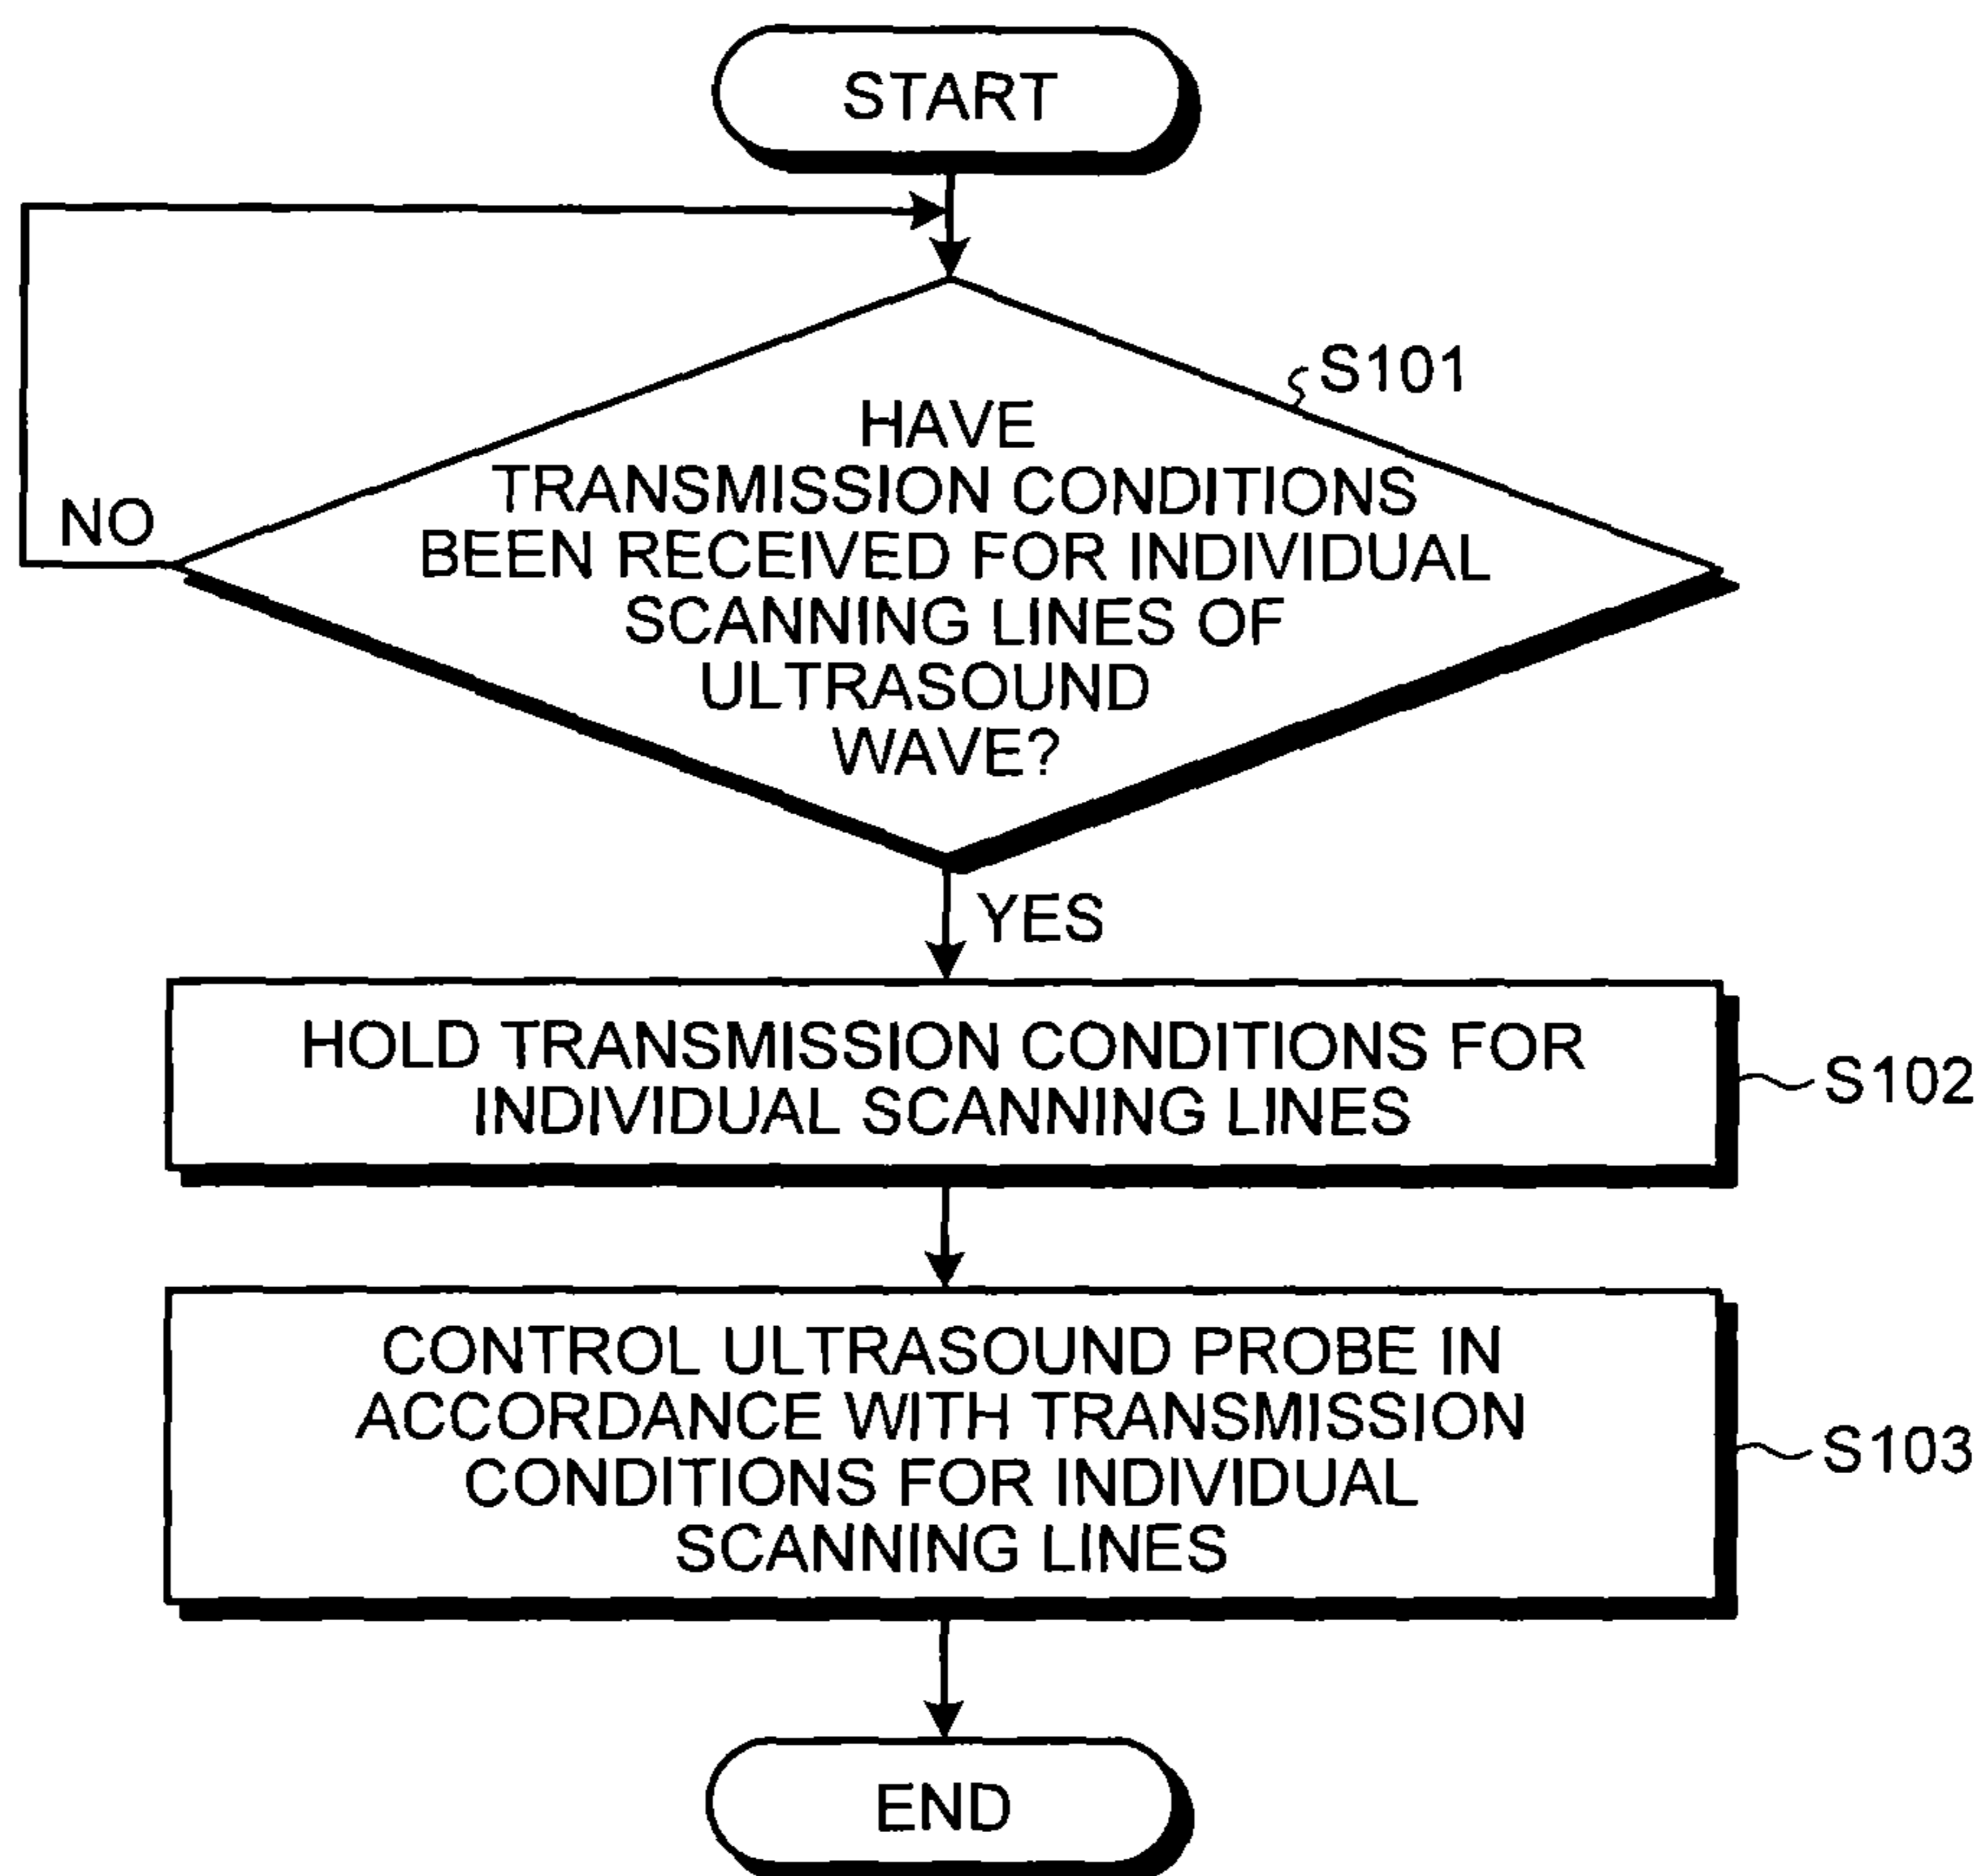 START
S101
HAVE
TRANSMISSION CONDITIONS
BEEN RECEIVED FOR INDIVIDUAL
SCANNING LINES OF
ULTRASOUND
WAVE?
NO
YES
HOLD TRANSMISSION CONDITIONS FOR
INDIVIDUAL SCANNING LINES
S102
CONTROL ULTRASOUND PROBE IN
ACCORDANCE WITH TRANSMISSION
CONDITIONS FOR INDIVIDUAL
SCANNING LINES
S103
END